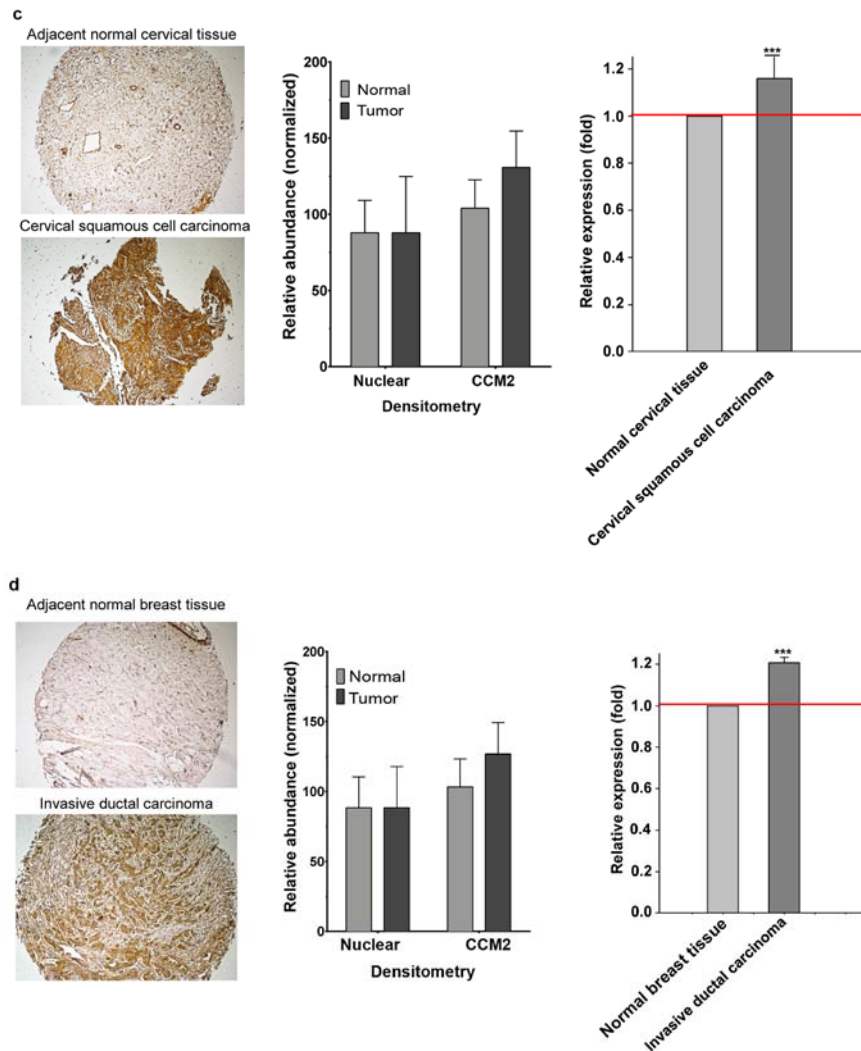 c
Adjacent normal cervical tissue
Cervical squamous cell carcinoma
Relative abundance (normalized)
200
150
100
50
0
Normal
Tumor
Nuclear
CCM2
Densitometry
Relative expression (fold)
1.2
1.0
0.8
0.6
0.4
0.2
0.0
***
Normal cervical tissue
Cervical squamous cell carcinoma
d
Adjacent normal breast tissue
Invasive ductal carcinoma
Relative abundance (normalized)
200
150
100
50
0
Normal
Tumor
Nuclear
CCM2
Densitometry
Relative expression (fold)
1.2
1.0
0.8
0.6
0.4
0.2
0.0
***
Normal breast tissue
Invasive ductal carcinoma